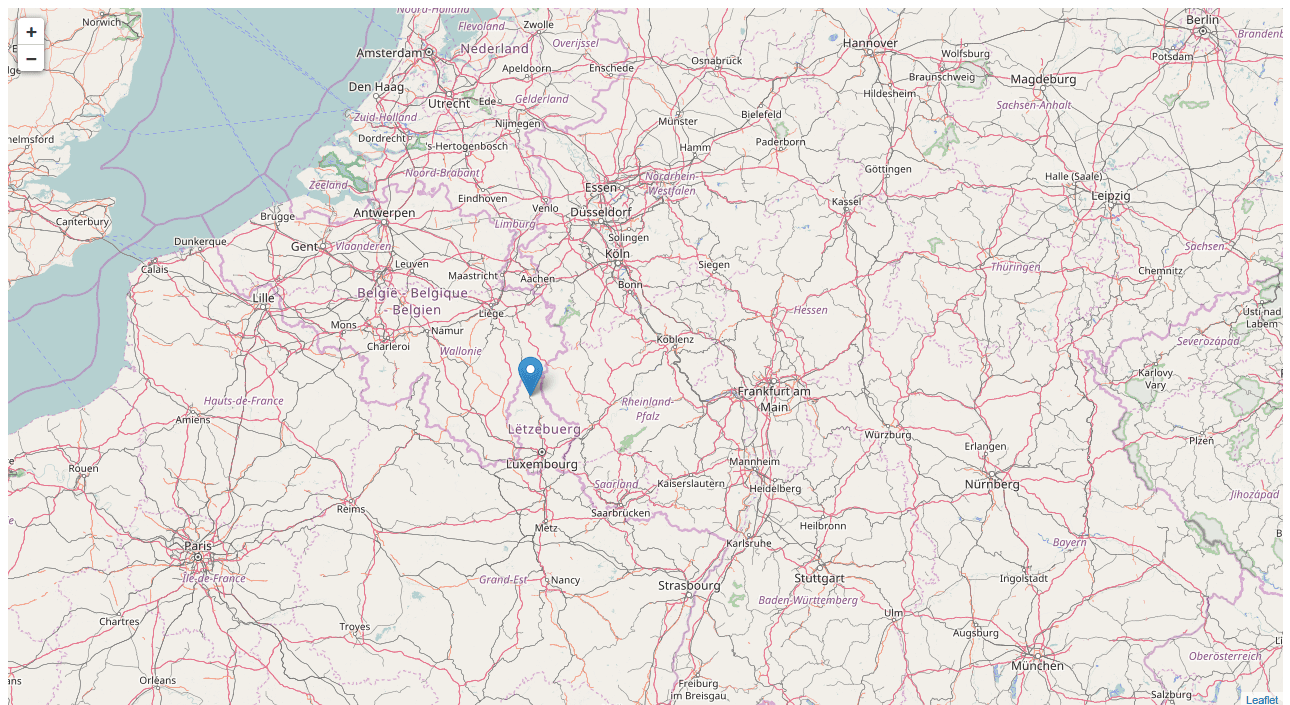 Noord-Holland
Norwich
+
−
Zwolle
Flevoland
Berlin
Amsterdam
Nederland
Overijssel
Hannover
Wolfsburg
Potsdam
Osnabrück
Apeldoorn
Enschede
Braunschweig
Magdeburg
Den Haag
Utrecht
Ede
Gelderland
Hildesheim
Sachsen-Anhalt
Zuid-Holland
Nijmegen
Münster
Bielefeld
Dordrecht
's-Hertogenbosch
Hamm
Paderborn
helmsford
Noord-Brabant
Göttingen
Halle (Saale)
Zeeland
Essen
Nordrhein-
Westfalen
Eindhoven
Venlo
Kassel
Leipzig
Canterbury
Brugge
Antwerpen
Düsseldorf
Limburg
Solingen
Dunkerque
Gent
Vlaanderen
Köln
Sachsen
Calais
Leuven
Maastricht
Aachen
Siegen
Thüringen
Chemnitz
Bonn
Lille
België - Belgique
- Belgien
Liège
Hessen
Ústí nad
Labem
Mons
Namur
Charleroi
Koblenz
Severozápad
Wallonie
Karlovy
Vary
Frankfurt am
Main
Hauts-de-France
Rheinland-
Pfalz
Amiens
Lëtzebuerg
Würzburg
Plzeň
Erlangen
Rouen
Luxembourg
Mannheim
Saarland
Kaiserslautern
Heidelberg
Nürnberg
Jihozápad
Reims
Saarbrücken
Heilbronn
Metz
Paris
Karlsruhe
Bayern
Île-de-France
Grand-Est
Nancy
Strasbourg
Stuttgart
Ingolstadt
Baden-Württemberg
Chartres
Troyes
Ulm
Augsburg
Oberösterreich
München
Orléans
Freiburg
im Breisgau
Salzburg
Leaflet